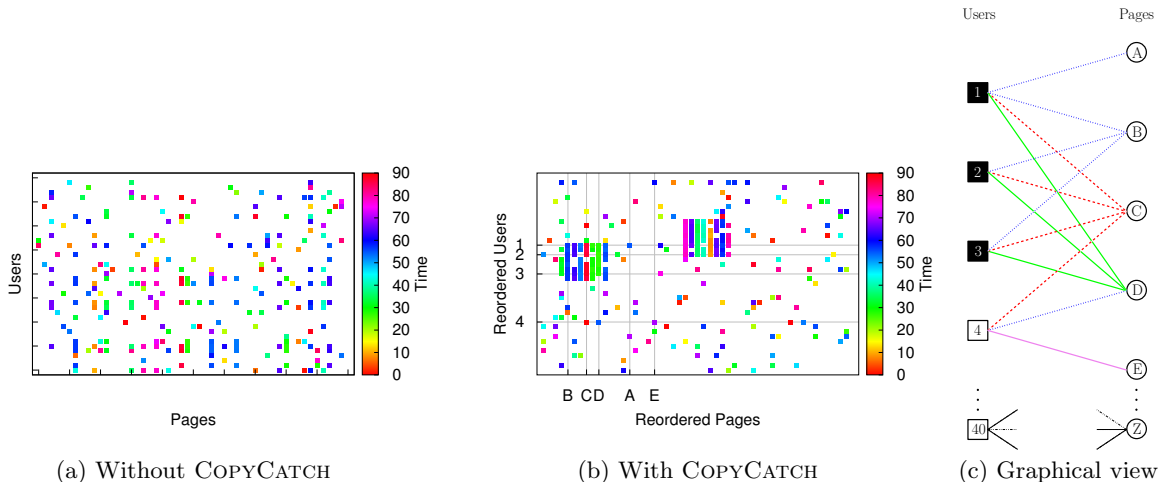 Users
Pages
90
80
70
60
50
40
30
20
10
0
Time
Users
Pages
(a) Without COPYCATCH
90
80
70
60
50
40
30
20
10
0
Time
Reordered Users
1
2
3
4
B C D A E
Reordered Pages
(b) With COPYCATCH
A
1
B
2
C
3
D
4
E
40
Z
(c) Graphical view